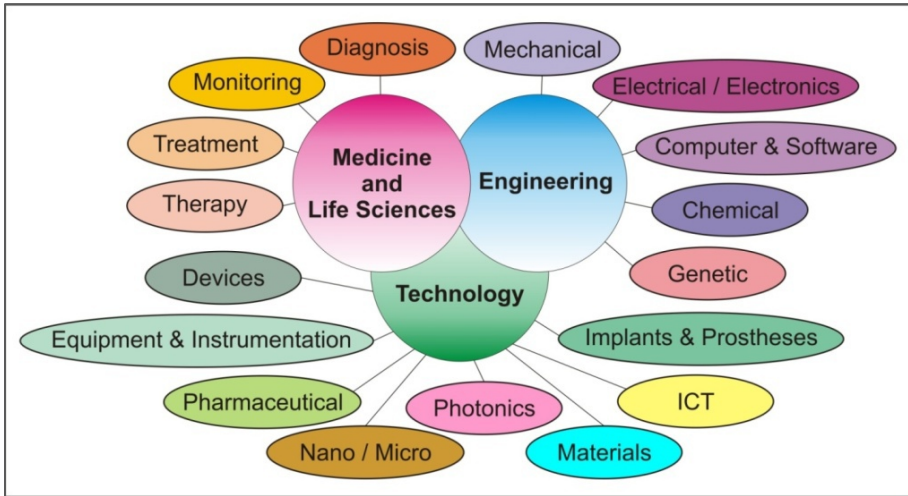 Diagnosis
Mechanical
Monitoring
Electrical / Electronics
Treatment
Computer & Software
Medicine
and
Life Sciences
Engineering
Therapy
Chemical
Devices
Technology
Genetic
Equipment & Instrumentation
Implants & Prostheses
Pharmaceutical
Photonics
ICT
Nano / Micro
Materials